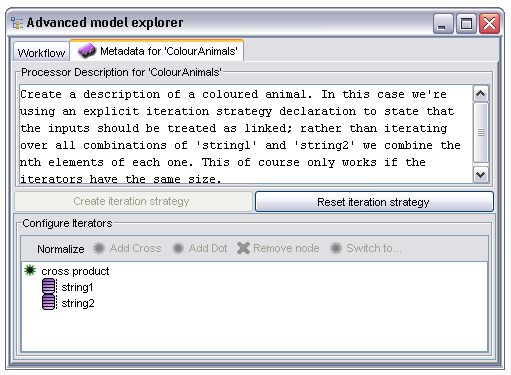 Advanced model explorer
Workflow
Metadata for 'ColourAnimals'
Processor Description for 'ColourAnimals'
Create a description of a coloured animal. In this case we're
using an explicit iteration strategy declaration to state that
the inputs should be treated as linked; rather than iterating
over all combinations of 'string1' and 'string2' we combine the
nth elements of each one. This of course only works if the
iterators have the same size.
Create iteration strategy
Reset iteration strategy
Configure Iterators
Normalize Add Cross Add Dot Remove node Switch to...
cross product
string1
string2